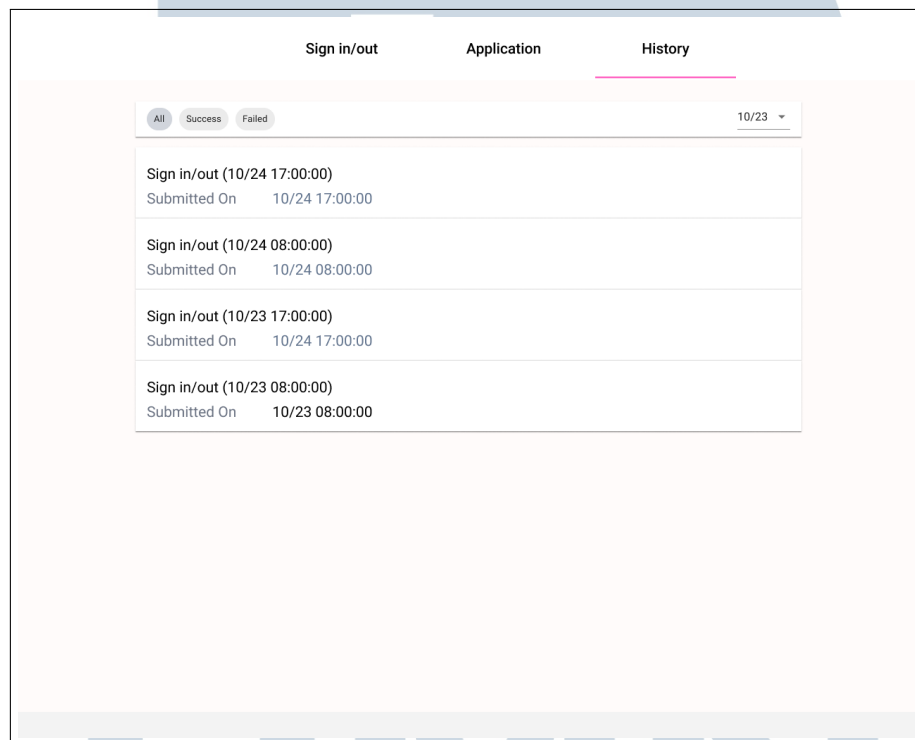 Sign in/out Application History
All Success Failed 10/23
Sign in/out (10/24 17:00:00)
Submitted On 10/24 17:00:00
Sign in/out (10/24 08:00:00)
Submitted On 10/24 08:00:00
Sign in/out (10/23 17:00:00)
Submitted On 10/24 17:00:00
Sign in/out (10/23 08:00:00)
Submitted On 10/23 08:00:00